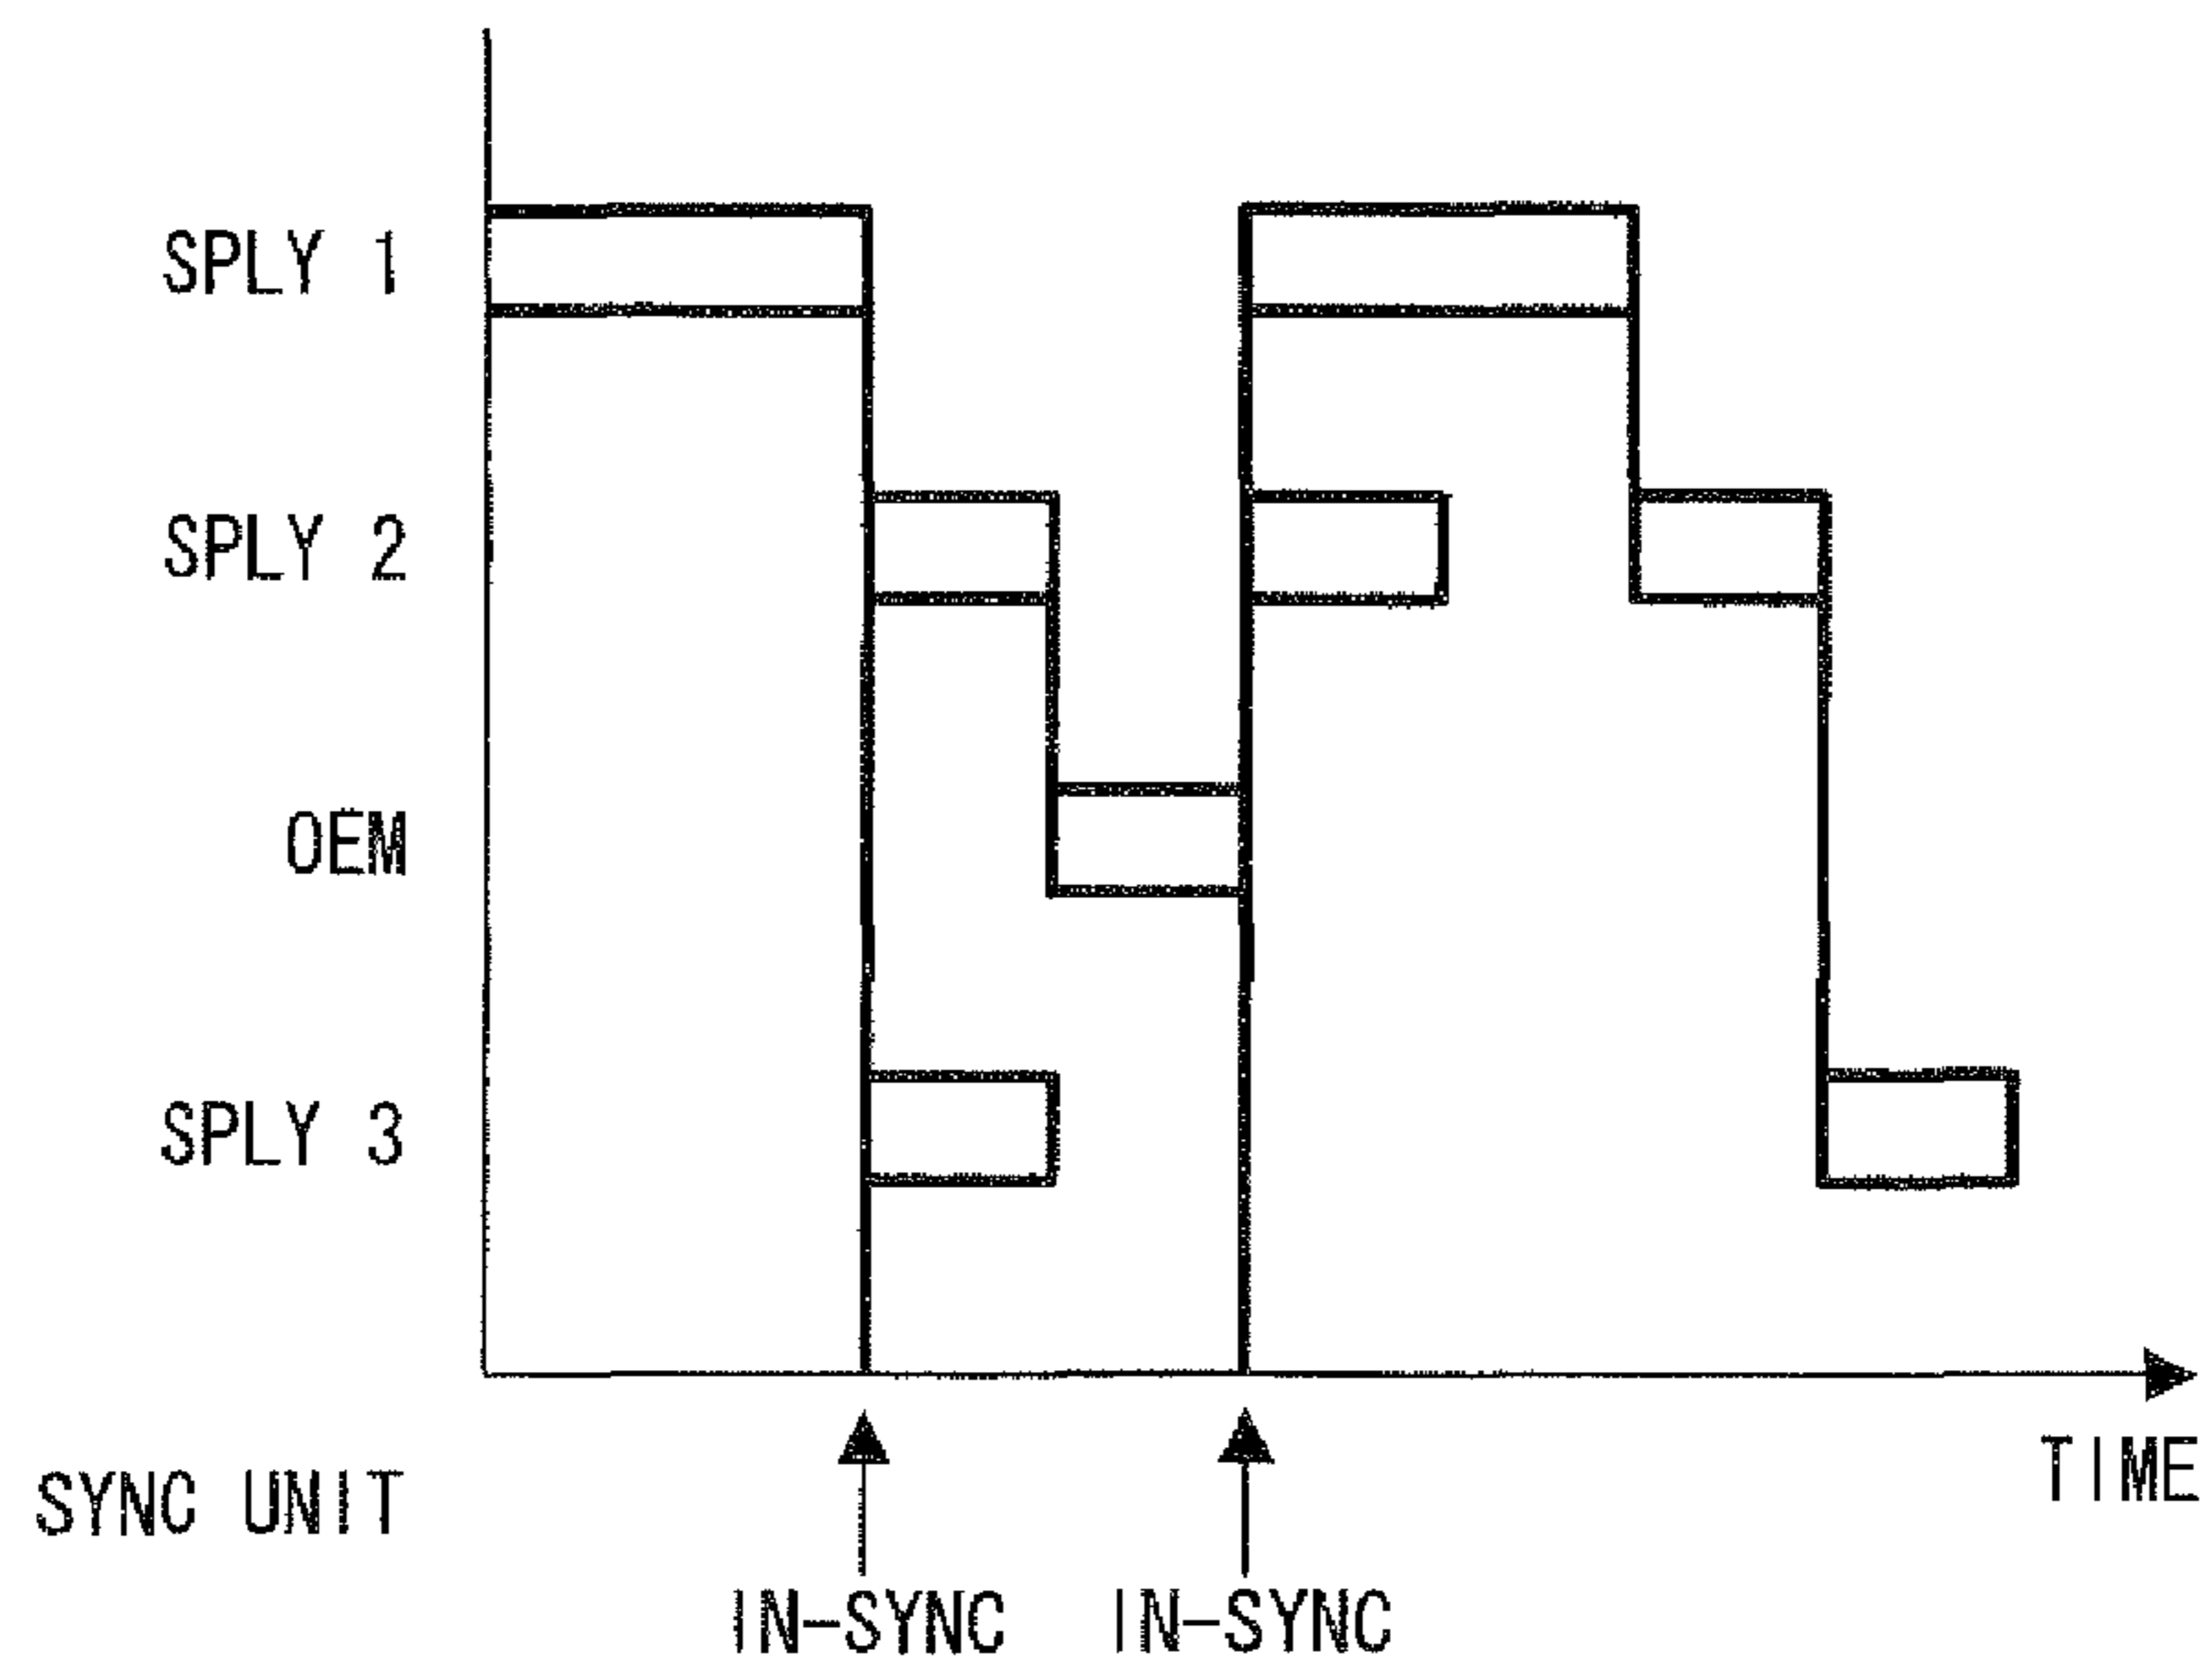 SPLY 1
SPLY 2
OEM
SPLY 3
TIME
SYNC UNIT
IN-SYNC IN-SYNC